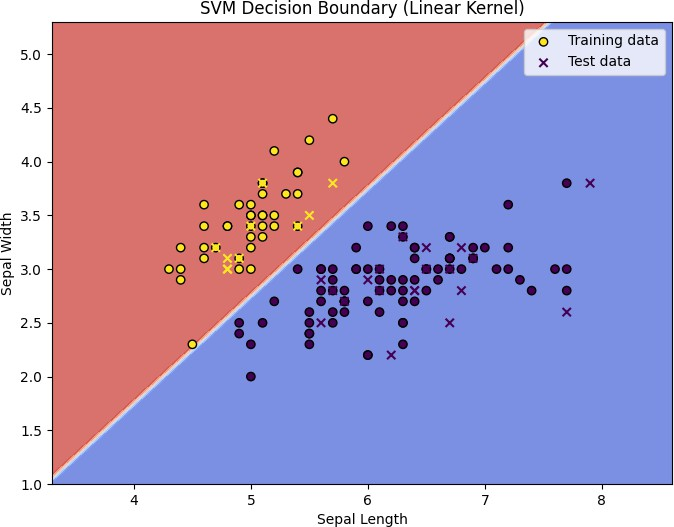 SVM Decision Boundary (Linear Kernel)
Training data
Test data
5.0
4.5
4.0
3.5
3.0
2.5
2.0
1.5
1.0
Sepal Width
4 5 6 7 8
Sepal Length